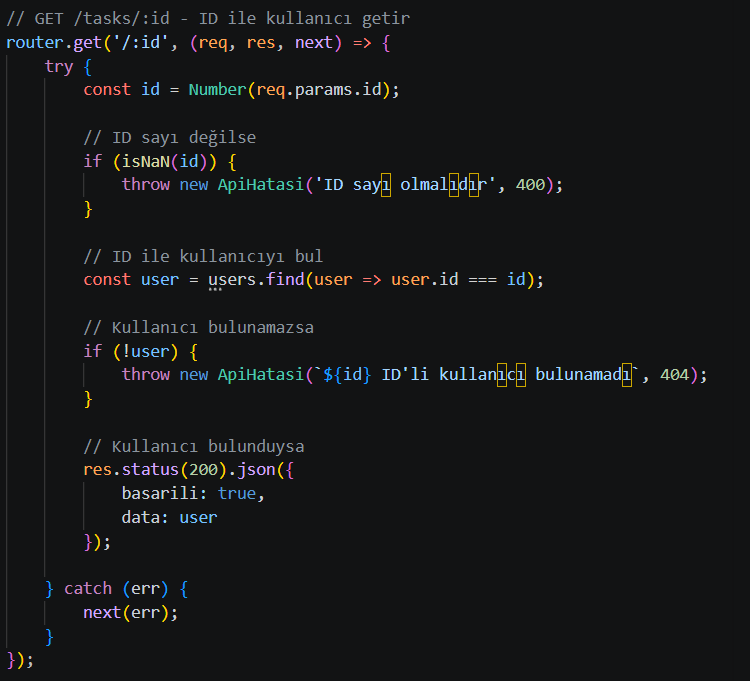 // GET /tasks/:id - ID ile kullanıcı getir
router.get('/:id', (req, res, next) => {
try {
const id = Number(req.params.id);
// ID sayı değilse
if (isNaN(id)) {
throw new ApiHatasi('ID sayı olmalıdır', 400);
}
// ID ile kullanıcıyı bul
const user = users.find(user => user.id === id);
// Kullanıcı bulunamazsa
if (!user) {
throw new ApiHatasi(`${id} ID'li kullanıcı bulunamadı`, 404);
}
// Kullanıcı bulunduysa
res.status(200).json({
basarili: true,
data: user
});
} catch (err) {
next(err);
}
});